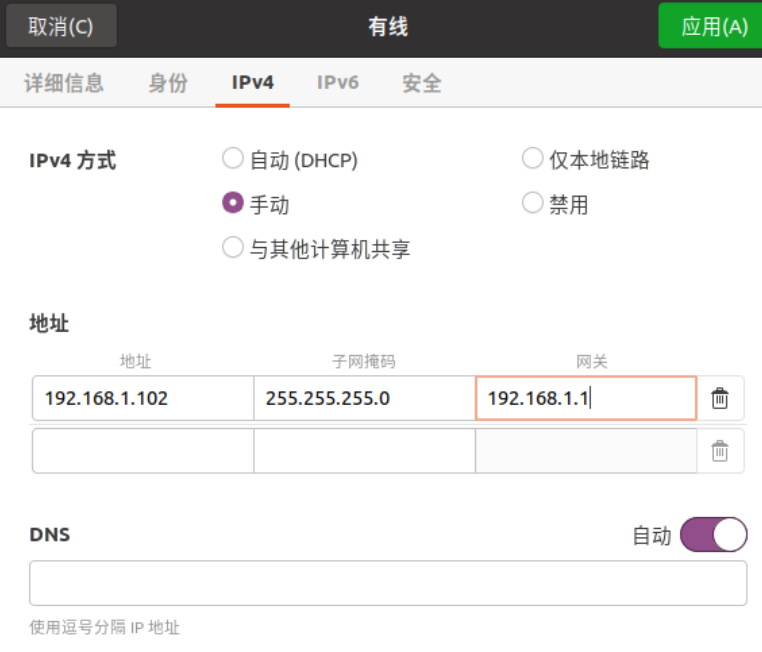 取消(C) 有线 应用(A)
详细信息 身份 IPv4 IPv6 安全
IPv4 方式 自动 (DHCP) 仅本地链路
手动 禁用
与其他计算机共享
地址
地址 子网掩码 网关
192.168.1.102 255.255.255.0 192.168.1.1
DNS 自动
使用逗号分隔 IP 地址